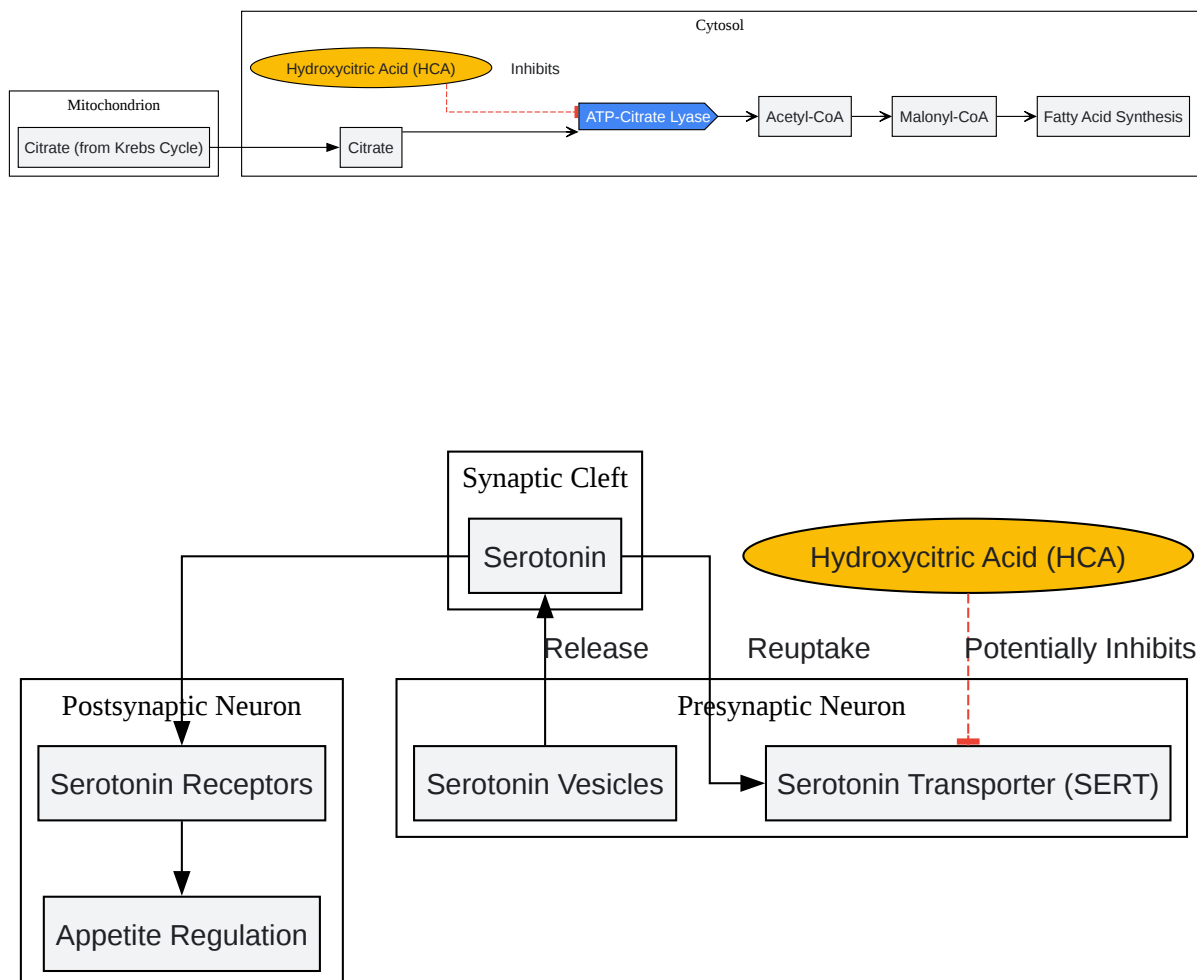 Cytosol
Hydroxycitric Acid (HCA)
Inhibits
Mitochondrion
ATP-Citrate Lyase
Acetyl-CoA
Malonyl-CoA
Fatty Acid Synthesis
Citrate (from Krebs Cycle)
Citrate
Synaptic Cleft
Serotonin
Hydroxycitric Acid (HCA)
Release
Reuptake
Potentially Inhibits
Postsynaptic Neuron
Presynaptic Neuron
Serotonin Receptors
Serotonin Vesicles
Serotonin Transporter (SERT)
Appetite Regulation